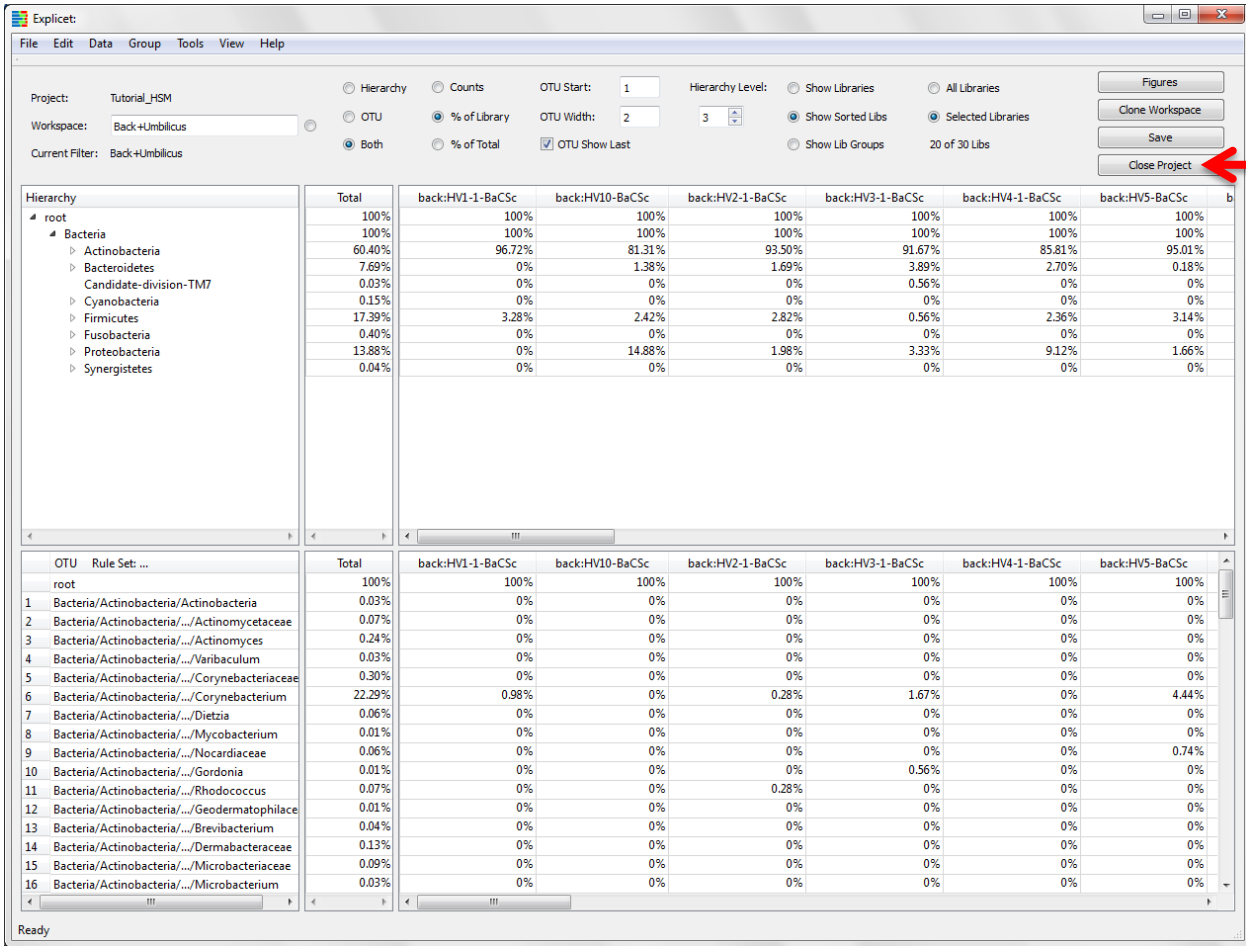 Explicet:
File Edit Data Group Tools View Help
Project: Tutorial_HSM
Workspace: Back+Umbilicus
Current Filter: Back+Umbilicus
Hierarchy
OTU
Both
Counts
% of Library
% of Total
OTU Start: 1
OTU Width: 2
OTU Show Last
Hierarchy Level:
3
Show Libraries
Show Sorted Libs
Show Lib Groups
All Libraries
Selected Libraries
20 of 30 Libs
Figures
Clone Workspace
Save
Close Project
Hierarchy Total back:HV1-1-BaCSc back:HV10-BaCSc back:HV2-1-BaCSc back:HV3-1-BaCSc back:HV4-1-BaCSc back:HV5-BaCSc b
root 100% 100% 100% 100% 100% 100% 100%
Bacteria 100% 100% 100% 100% 100% 100% 100%
Actinobacteria 60.40% 96.72% 81.31% 93.50% 91.67% 85.81% 95.01%
Bacteroidetes 7.69% 0% 1.38% 1.69% 3.89% 2.70% 0.18%
Candidate-division-TM7 0.03% 0% 0% 0% 0.56% 0% 0%
Cyanobacteria 0.15% 0% 0% 0% 0% 0% 0%
Firmicutes 17.39% 3.28% 2.42% 2.82% 0.56% 2.36% 3.14%
Fusobacteria 0.40% 0% 0% 0% 0% 0% 0%
Proteobacteria 13.88% 0% 14.88% 1.98% 3.33% 9.12% 1.66%
Synergistetes 0.04% 0% 0% 0% 0% 0% 0%
OTU Rule Set: ... Total back:HV1-1-BaCSc back:HV10-BaCSc back:HV2-1-BaCSc back:HV3-1-BaCSc back:HV4-1-BaCSc back:HV5-BaCSc
root 100% 100% 100% 100% 100% 100% 100%
1 Bacteria/Actinobacteria/Actinobacteria 0.03% 0% 0% 0% 0% 0% 0%
2 Bacteria/Actinobacteria/.../Actinomycetaceae 0.07% 0% 0% 0% 0% 0% 0%
3 Bacteria/Actinobacteria/.../Actinomyces 0.24% 0% 0% 0% 0% 0% 0%
4 Bacteria/Actinobacteria/.../Varibaculum 0.03% 0% 0% 0% 0% 0% 0%
5 Bacteria/Actinobacteria/.../Corynebacteriaceae 0.30% 0% 0% 0% 0% 0% 0%
6 Bacteria/Actinobacteria/.../Corynebacterium 22.29% 0.98% 0% 0.28% 1.67% 0% 4.44%
7 Bacteria/Actinobacteria/.../Dietzia 0.06% 0% 0% 0% 0% 0% 0%
8 Bacteria/Actinobacteria/.../Mycobacterium 0.01% 0% 0% 0% 0% 0% 0%
9 Bacteria/Actinobacteria/.../Nocardiaceae 0.06% 0% 0% 0% 0% 0% 0.74%
10 Bacteria/Actinobacteria/.../Gordonia 0.01% 0% 0% 0% 0.56% 0% 0%
11 Bacteria/Actinobacteria/.../Rhodococcus 0.07% 0% 0% 0.28% 0% 0% 0%
12 Bacteria/Actinobacteria/.../Geodermatophilace 0.01% 0% 0% 0% 0% 0% 0%
13 Bacteria/Actinobacteria/.../Brevibacterium 0.04% 0% 0% 0% 0% 0% 0%
14 Bacteria/Actinobacteria/.../Dermabacteraceae 0.13% 0% 0% 0% 0% 0% 0%
15 Bacteria/Actinobacteria/.../Microbacteriaceae 0.09% 0% 0% 0% 0% 0% 0%
16 Bacteria/Actinobacteria/.../Microbacterium 0.03% 0% 0% 0% 0% 0% 0%
Ready